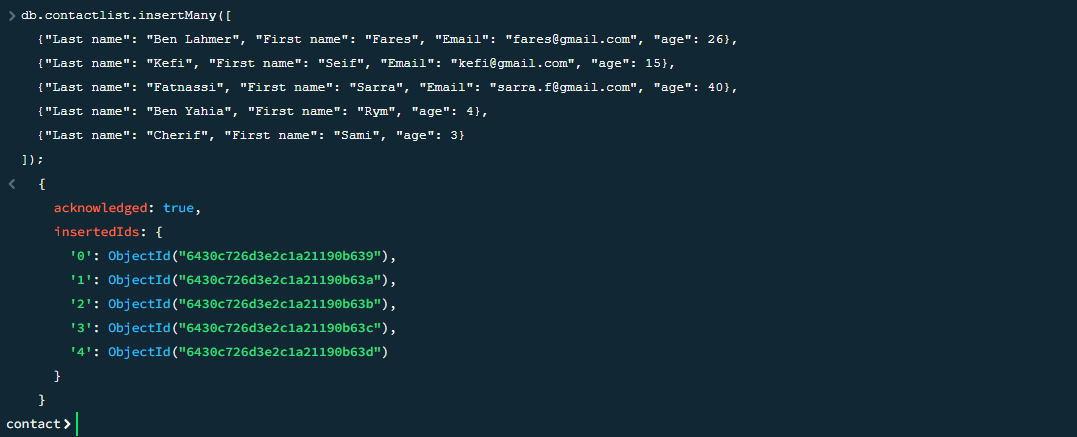 > db.contactlist.insertMany([
{"Last name": "Ben Lahmer", "First name": "Fares", "Email": "fares@gmail.com", "age": 26},
{"Last name": "Kefi", "First name": "Seif", "Email": "kefi@gmail.com", "age": 15},
{"Last name": "Fatnassi", "First name": "Sarra", "Email": "sarra.f@gmail.com", "age": 40},
{"Last name": "Ben Yahia", "First name": "Rym", "age": 4},
{"Last name": "Cherif", "First name": "Sami", "age": 3}
]);
< {
acknowledged: true,
insertedIds: {
'0': ObjectId("6430c726d3e2c1a21190b639"),
'1': ObjectId("6430c726d3e2c1a21190b63a"),
'2': ObjectId("6430c726d3e2c1a21190b63b"),
'3': ObjectId("6430c726d3e2c1a21190b63c"),
'4': ObjectId("6430c726d3e2c1a21190b63d")
}
}
contact>